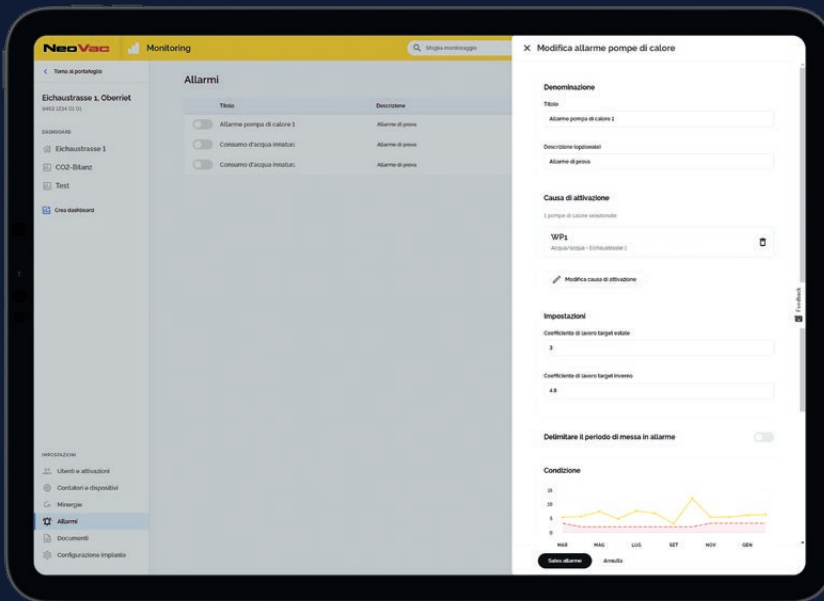 NeoVac
Monitoring
Torna al portafoglio
Eichaustrasse 1, Oberriet
DASHBOARD
Eichaustrasse 1
CO2-Bilanz
Test
Crea dashboard
IMPOSTAZIONI
Utenti e attivazioni
Contatori e dispositivi
Minergie
Allarmi
Documenti
Configurazione impianto
Allarmi
Titolo Descrizione
Allarme pompa di calore 1 Allarme di prova
Consumo d'acqua innatur. Allarme di prova
Consumo d'acqua innatur. Allarme di prova
Modifica allarme pompe di calore
Denominazione
Titolo
Allarme pompa di calore 1
Descrizione (opzionale)
Allarme di prova
Causa di attivazione
1 pompe di calore selezionate
WP1
Acqua/acqua - Eichaustrasse 1
Modifica causa di attivazione
Impostazioni
Coefficiente di lavoro target estate
3
Coefficiente di lavoro target inverno
4.8
Delimitare il periodo di messa in allarme
Condizione
15
10
5
0
MAR MAG LUG SET NOV GEN
Salva allarme Annulla
Feedback